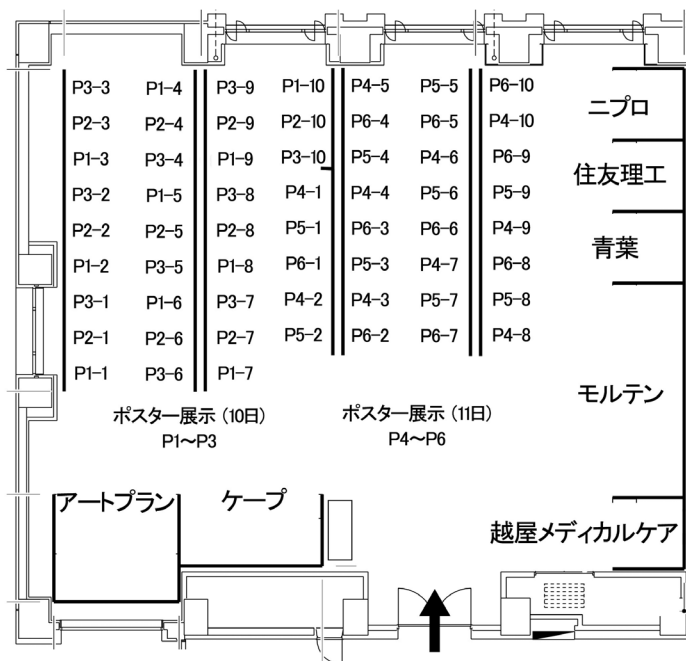 P3-3 P1-4 P3-9 P1-10 P4-5 P5-5 P6-10
P2-3 P2-4 P2-9 P2-10 P6-4 P6-5 P4-10
P1-3 P3-4 P1-9 P3-10 P5-4 P4-6 P6-9
P3-2 P1-5 P3-8 P4-1 P4-4 P5-6 P5-9
P2-2 P2-5 P2-8 P5-1 P6-3 P6-6 P4-9
P1-2 P3-5 P1-8 P6-1 P5-3 P4-7 P6-8
P3-1 P1-6 P3-7 P4-2 P4-3 P5-7 P5-8
P2-1 P2-6 P2-7 P5-2 P6-2 P6-7 P4-8
P1-1 P3-6 P1-7
ニプロ
住友理工
青葉
モルテン
ポスター展示（10日）
P1～P3
ポスター展示（11日）
P4～P6
アートプラン
ケープ
越屋メディカルケア